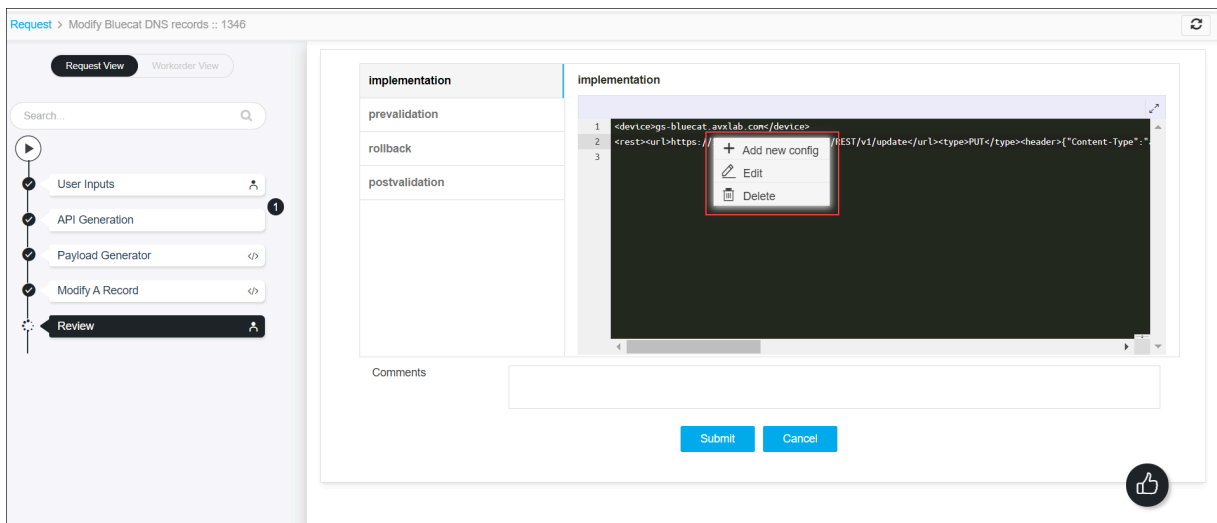 Request > Modify Bluecat DNS records :: 1346
Request View
Workorder View
Search...
User Inputs
1
API Generation
Payload Generator
</>
Modify A Record
</>
Review
implementation
prevalidation
rollback
postvalidation
implementation
1 <device>gs-bluecat.avxlab.com</device>
2 <rest><url>https:/ /REST/v1/update</url><type>PUT</type><header>{"Content-Type":"
3
Add new config
Edit
Delete
Comments
Submit
Cancel